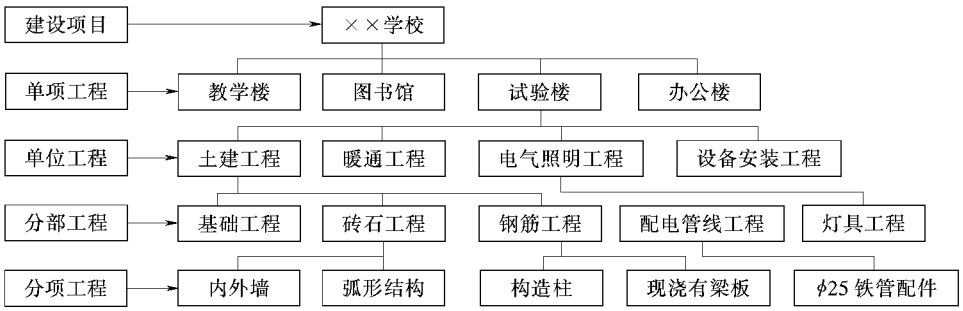 建设项目 ××学校
单项工程 教学楼 图书馆 试验楼 办公楼
单位工程 土建工程 暖通工程 电气照明工程 设备安装工程
分部工程 基础工程 砖石工程 钢筋工程 配电管线工程 灯具工程
分项工程 内外墙 弧形结构 构造柱 现浇有梁板 ϕ25 铁管配件